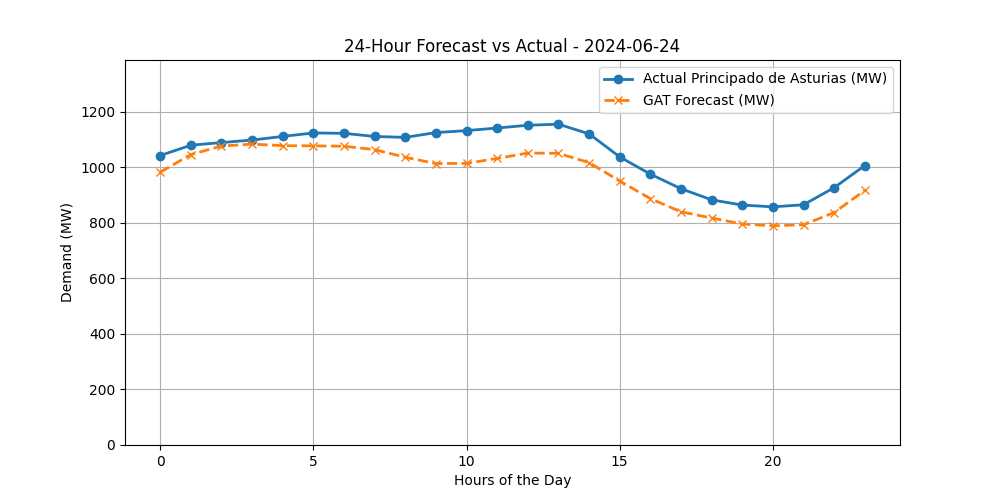 24-Hour Forecast vs Actual - 2024-06-24
Actual Principado de Asturias (MW)
GAT Forecast (MW)
Demand (MW)
1200
1000
800
600
400
200
0
0 5 10 15 20
Hours of the Day